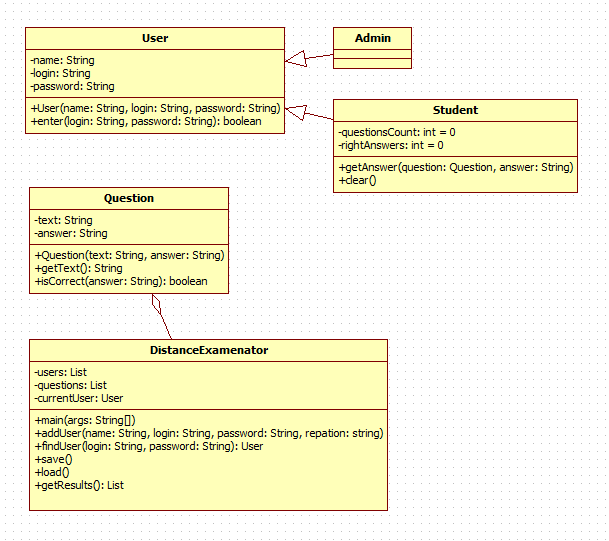 User
-name: String
-login: String
-password: String
+User(name: String, login: String, password: String)
+enter(login: String, password: String): boolean
Admin
Student
-questionsCount: int = 0
-rightAnswers: int = 0
+getAnswer(question: Question, answer: String)
+clear()
Question
-text: String
-answer: String
+Question(text: String, answer: String)
+getText(): String
+isCorrect(answer: String): boolean
DistanceExamenator
-users: List
-questions: List
-currentUser: User
+main(args: String[])
+addUser(name: String, login: String, password: String, repation: string)
+findUser(login: String, password: String): User
+save()
+load()
+getResults(): List